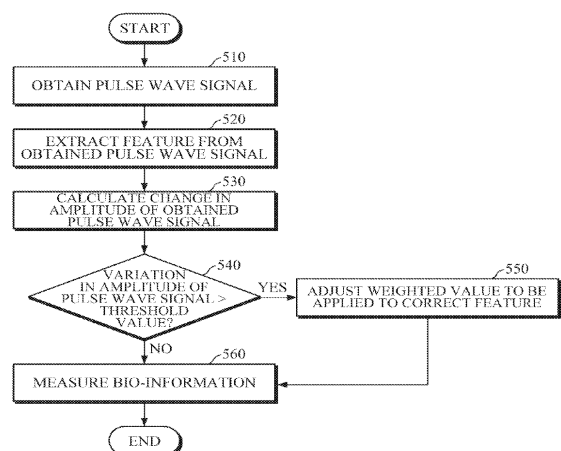 START
510
OBTAIN PULSE WAVE SIGNAL
520
EXTRACT FEATURE FROM
OBTAINED PULSE WAVE SIGNAL
530
CALCULATE CHANGE IN
AMPLITUDE OF OBTAINED
PULSE WAVE SIGNAL
540
VARIATION
IN AMPLITUDE OF
PULSE WAVE SIGNAL >
THRESHOLD
VALUE?
YES
550
ADJUST WEIGHTED VALUE TO BE
APPLIED TO CORRECT FEATURE
NO
560
MEASURE BIO-INFORMATION
END